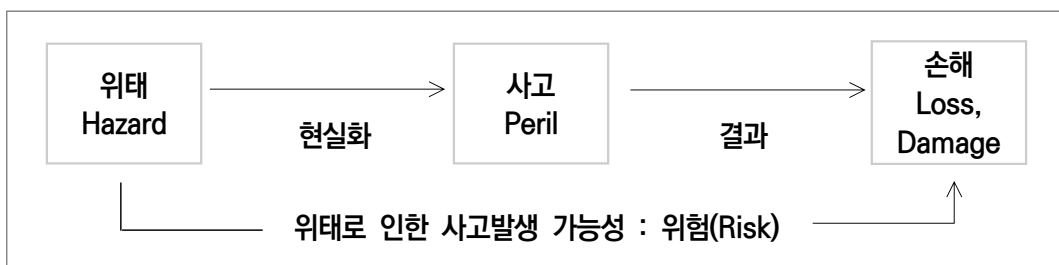 위태
Hazard
현실화
사고
Peril
결과
손해
Loss,
Damage
위태로 인한 사고발생 가능성 : 위험(Risk)